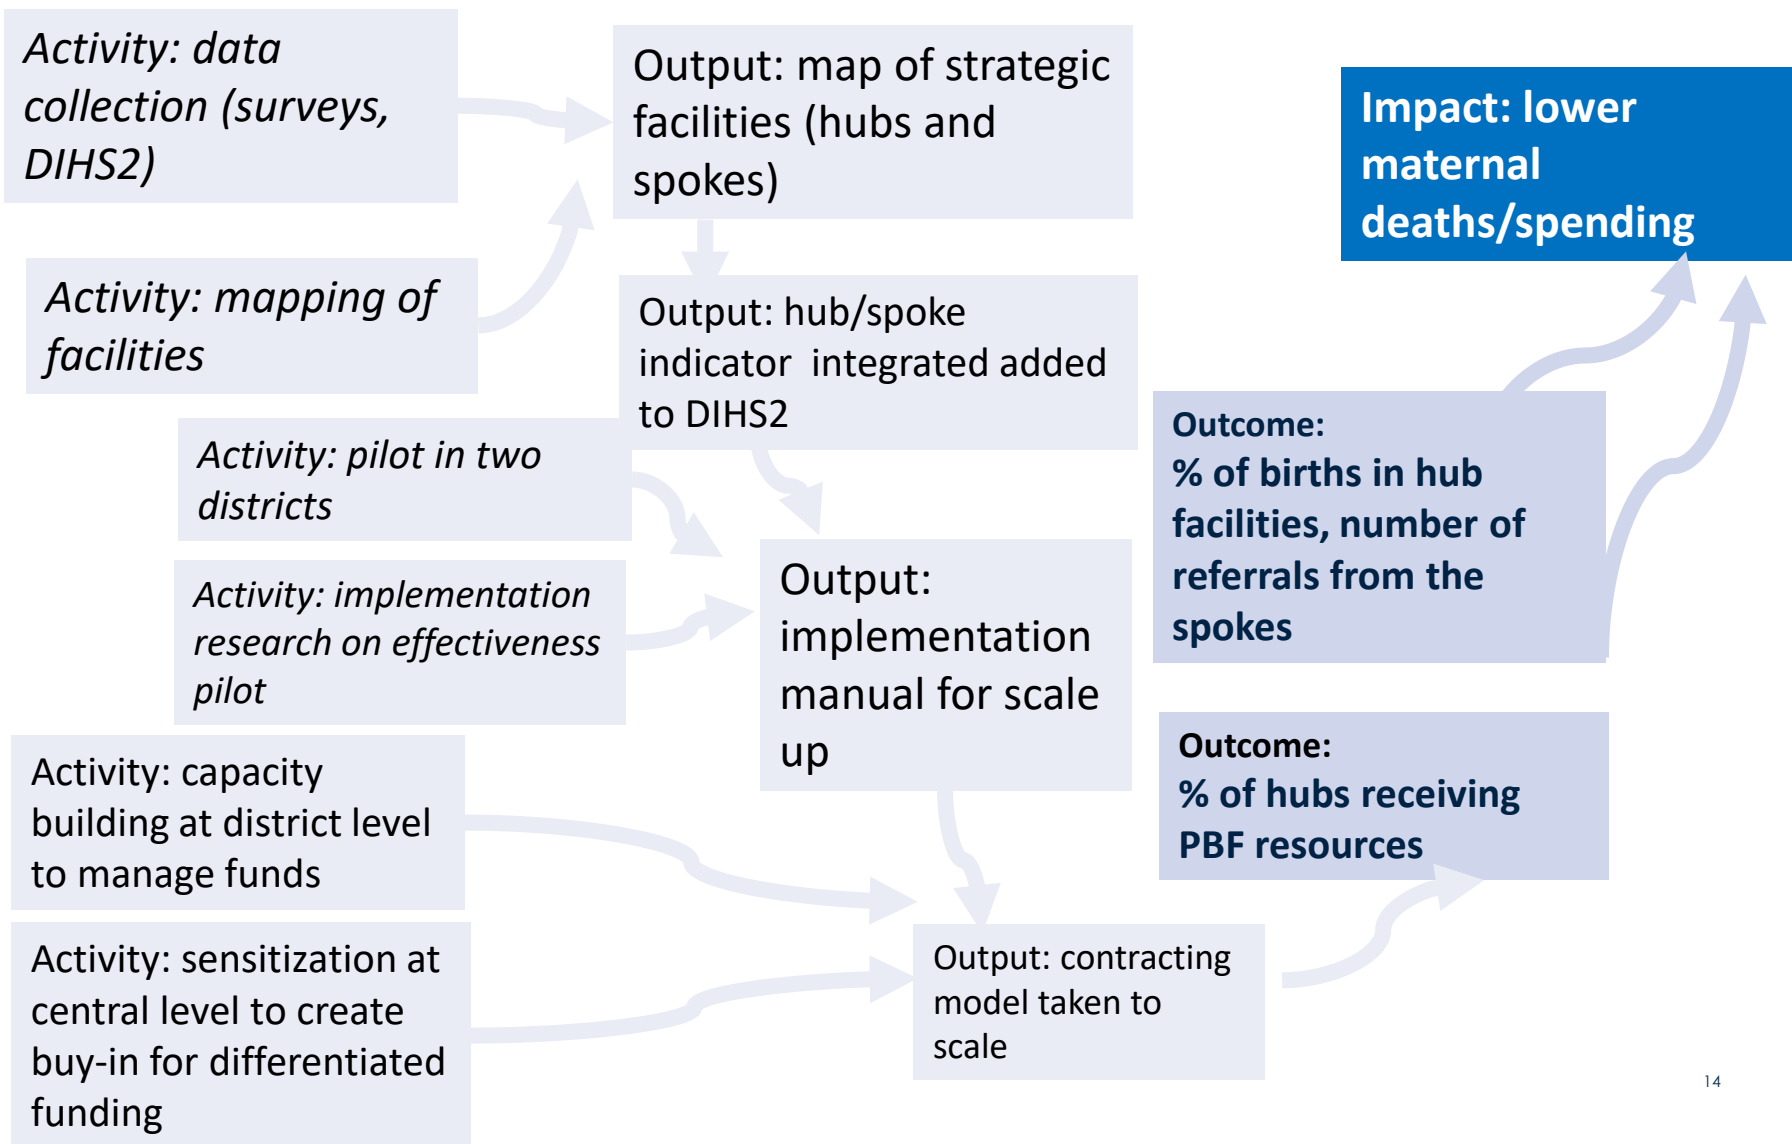 Activity: data
collection (surveys,
DIHS2)
Output: map of strategic
facilities (hubs and
spokes)
Impact: lower
maternal
deaths/spending
Activity: mapping of
facilities
Output: hub/spoke
indicator  integrated added
to DIHS2
Activity: pilot in two
districts
Outcome:
% of births in hub
facilities, number of
referrals from the
spokes
Activity: implementation
research on effectiveness
pilot
Output:
implementation
manual for scale
up
Activity: capacity
building at district level
to manage funds
Outcome:
% of hubs receiving
PBF resources
Activity: sensitization at
central level to create
buy-in for differentiated
funding
Output: contracting
model taken to
scale
14